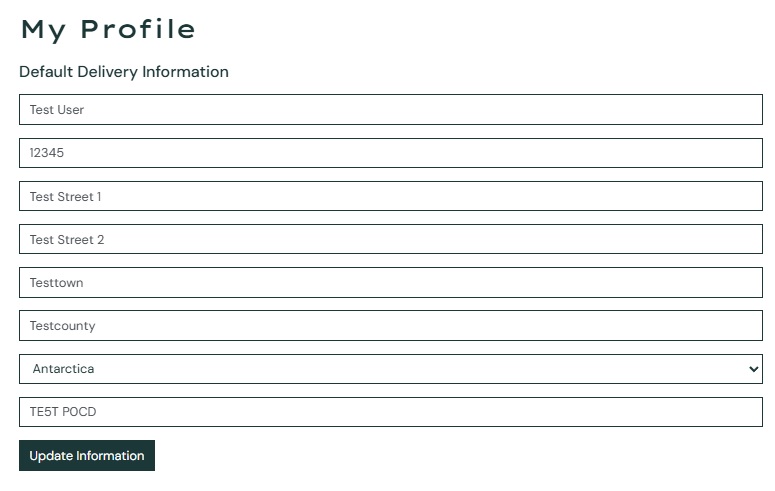 My Profile
Default Delivery Information
Test User
12345
Test Street 1
Test Street 2
Testtown
Testcounty
Antarctica
TE5T POCD
Update Information